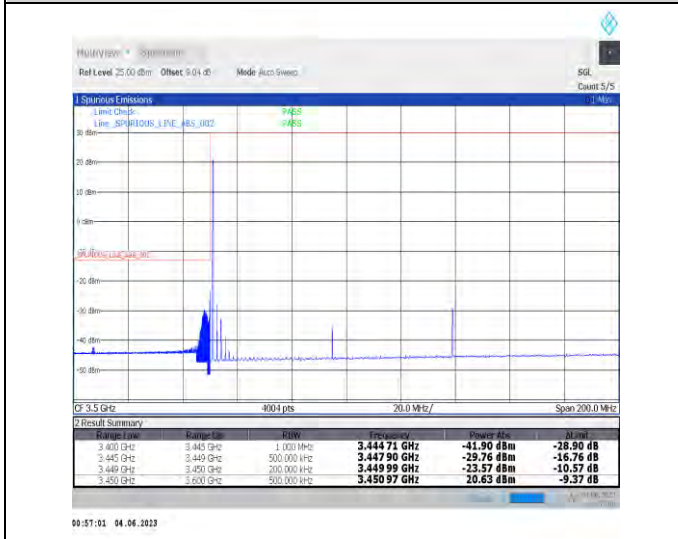 MultiView Spectrum
Ref Level 25.00 dBm Offset 9.04 dB Mode Auto Sweep SGL
Count 5/5
1 Spurious Emissions
Limit Check PASS
Line _SPURIOUS_LINE_ABS_002 PASS
30 dBm
20 dBm
10 dBm
0 dBm
_SPURIOUS_LINE_ABS_002
-20 dBm
-30 dBm
-40 dBm
-50 dBm
CF 3.5 GHz 4004 pts 20.0 MHz/ Span 200.0 MHz
2 Result Summary
Range Low Range Up RBW Frequency Power Abs ΔLimit
3.400 GHz 3.445 GHz 1.000 MHz 3.444 71 GHz -41.90 dBm -28.90 dB
3.445 GHz 3.449 GHz 500.000 kHz 3.447 90 GHz -29.76 dBm -16.76 dB
3.449 GHz 3.450 GHz 200.000 kHz 3.449 99 GHz -23.57 dBm -10.57 dB
3.450 GHz 3.600 GHz 500.000 kHz 3.450 97 GHz 20.63 dBm -9.37 dB
00:57:01 04.06.2023